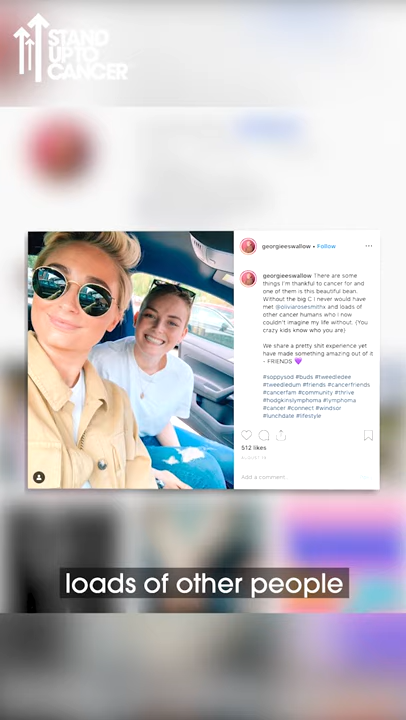 STAND
UP TO
CANCER
georgieeswallow • Follow
georgieeswallow There are some
things I'm thankful to cancer for and
one of them is this beautiful bean.
Without the big C I never would have
met @oliviarosesmithx and loads of
other cancer humans who I now
couldn't imagine my life without. (You
crazy kids know who you are)
We share a pretty shit experience yet
have made something amazing out of it
- FRIENDS 💜
#soppysod #buds #tweedledee
#tweedledum #friends #cancerfriends
#cancerfam #community #thrive
#hodgkinslymphoma #lymphoma
#cancer #connect #windsor
#lunchdate #lifestyle
512 likes
Add a comment...
loads of other people